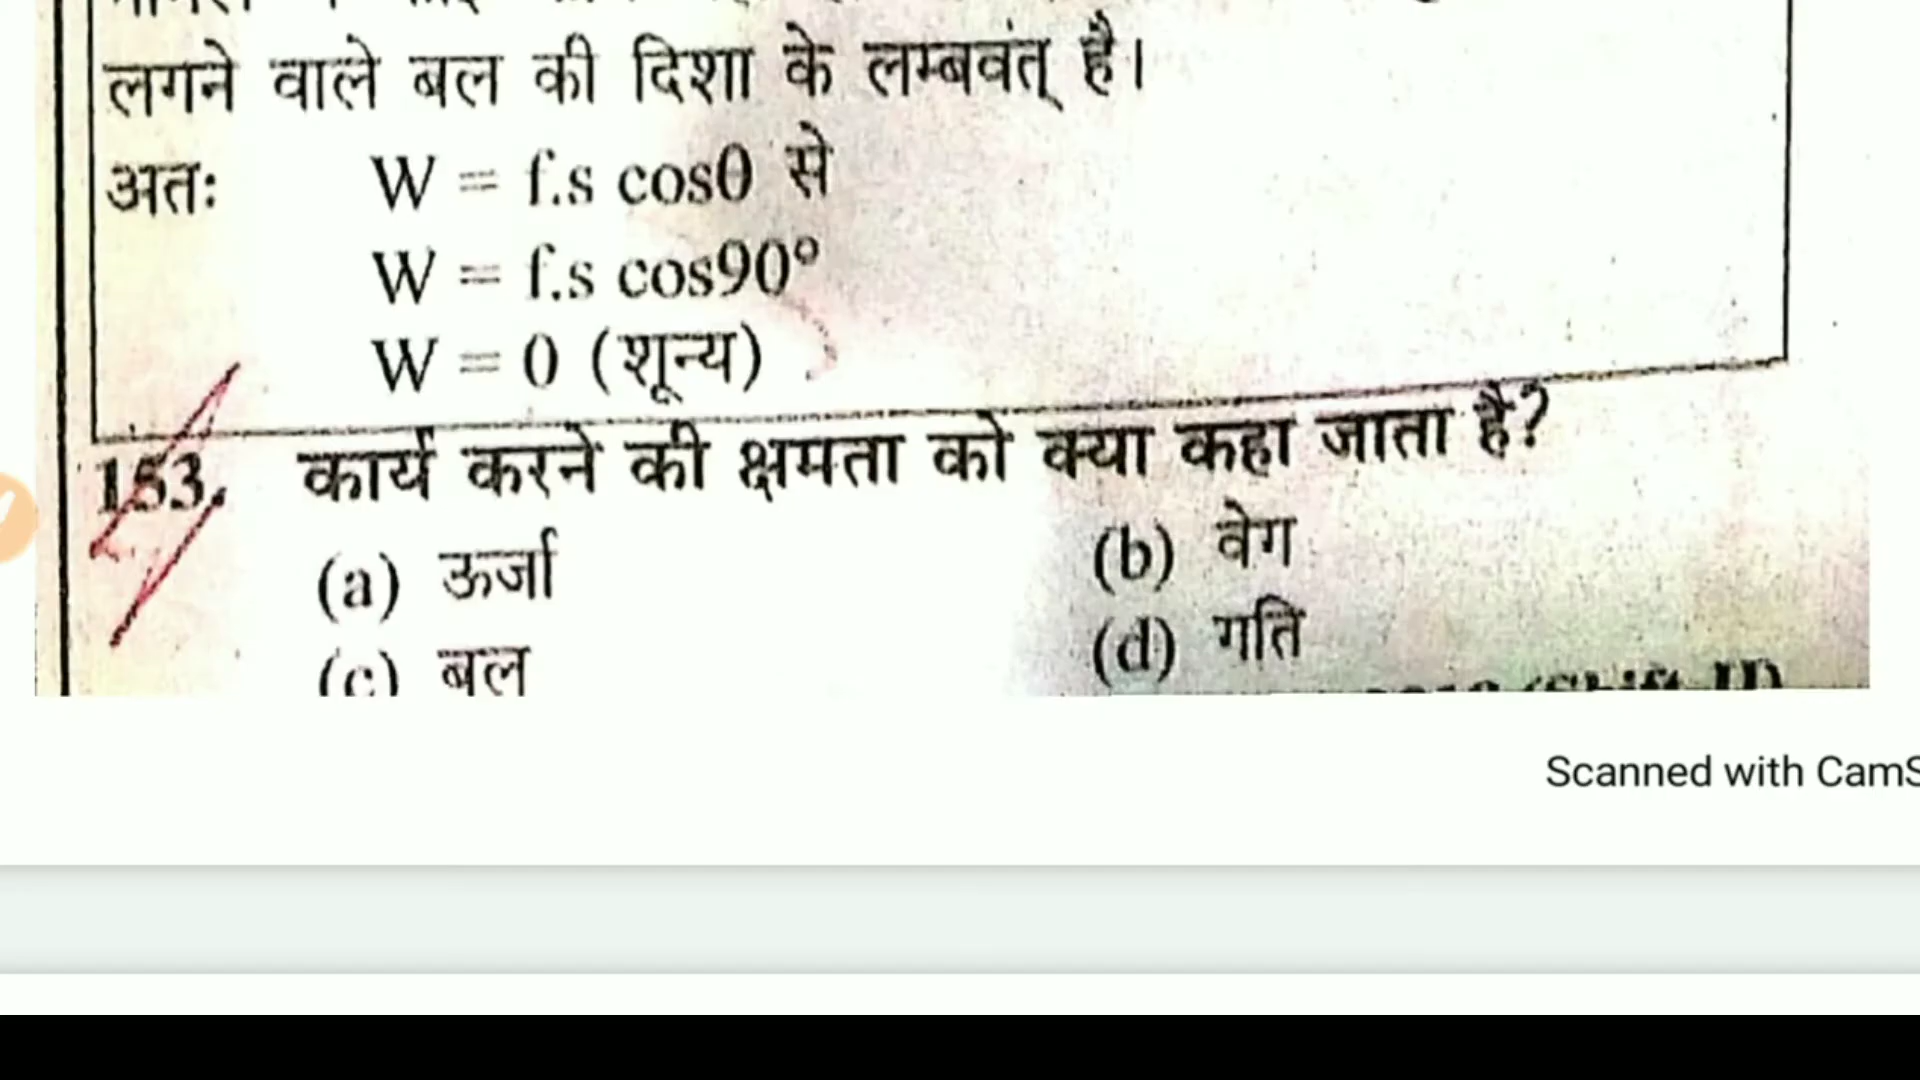 लगने वाले बल की दिशा के लम्बवंत् है।
अतः W = f.s cosθ से
W = f.s cos90°
W = 0 (शून्य)
153. कार्य करने की क्षमता को क्या कहा जाता है?
(a) ऊर्जा (b) वेग
(c) बल (d) गति
Scanned with CamS